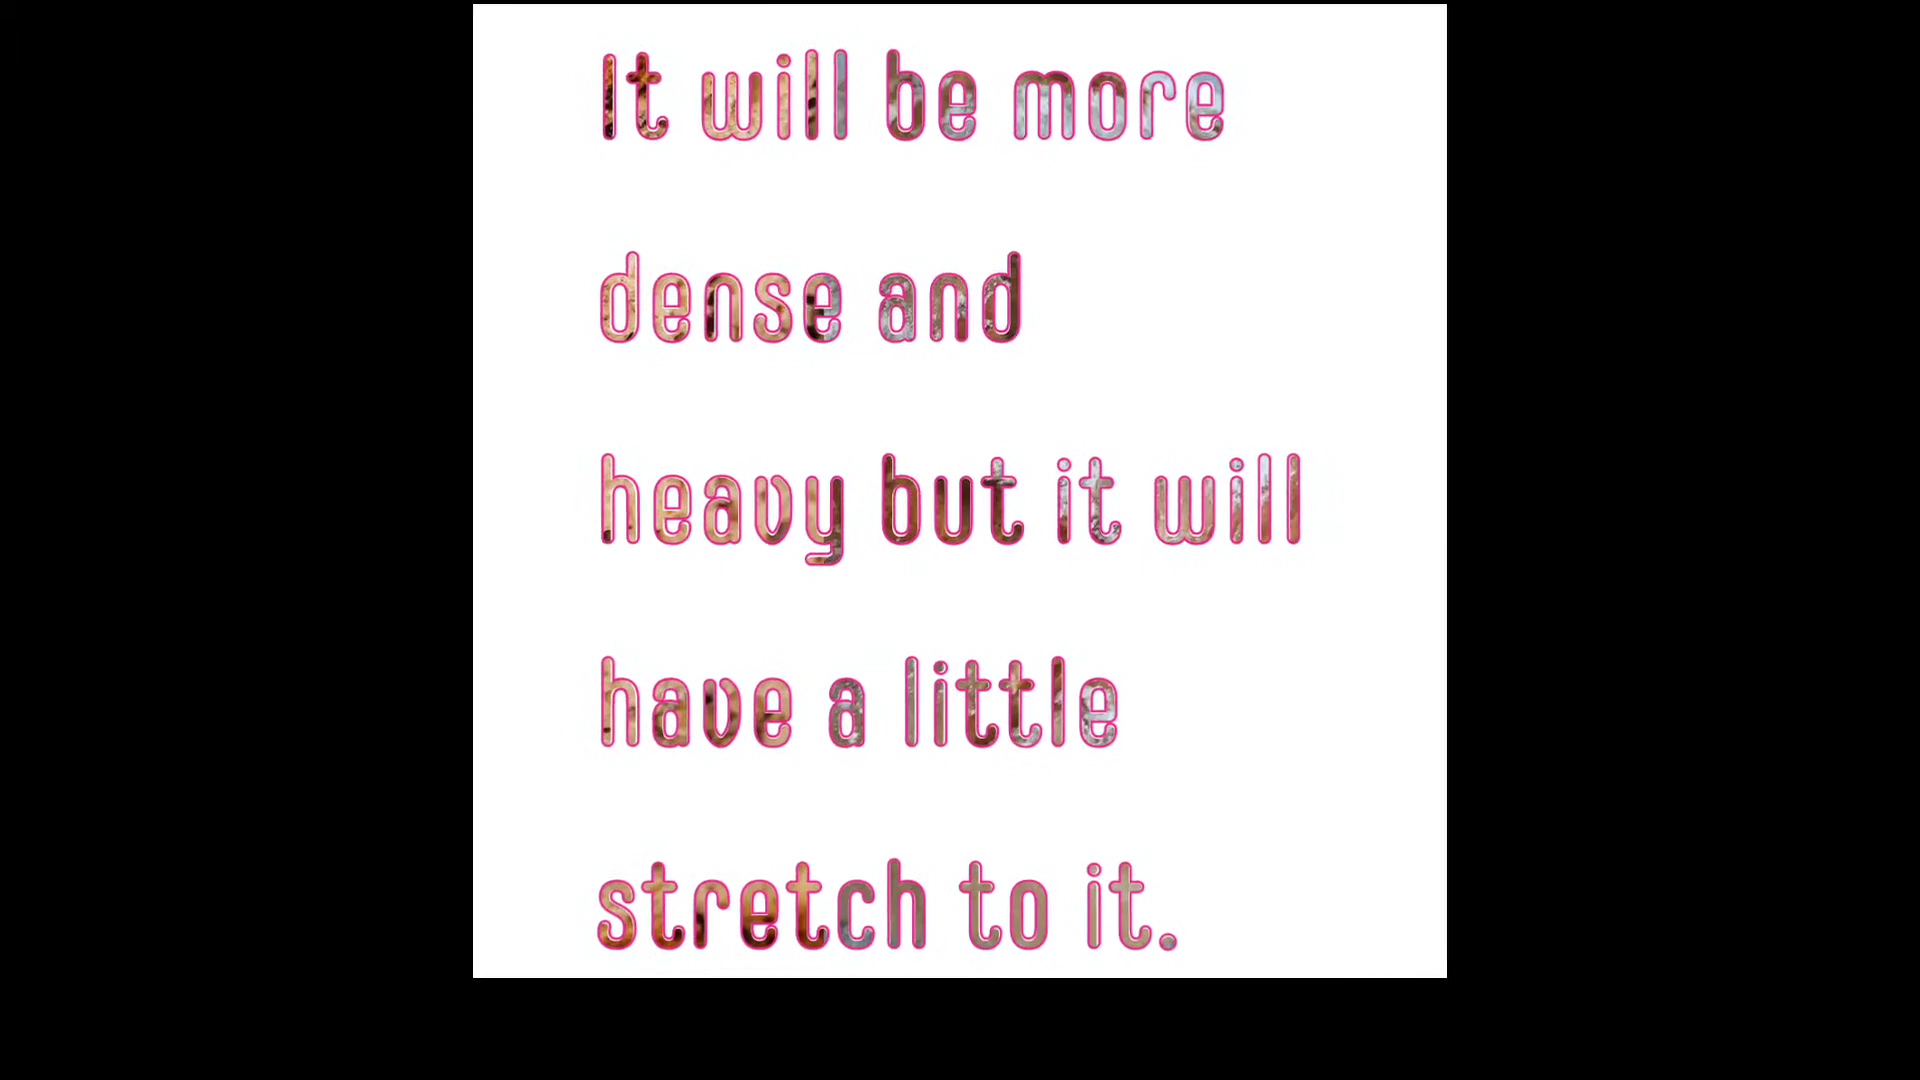 It will be more
dense and
heavy but it will
have a little
stretch to it.